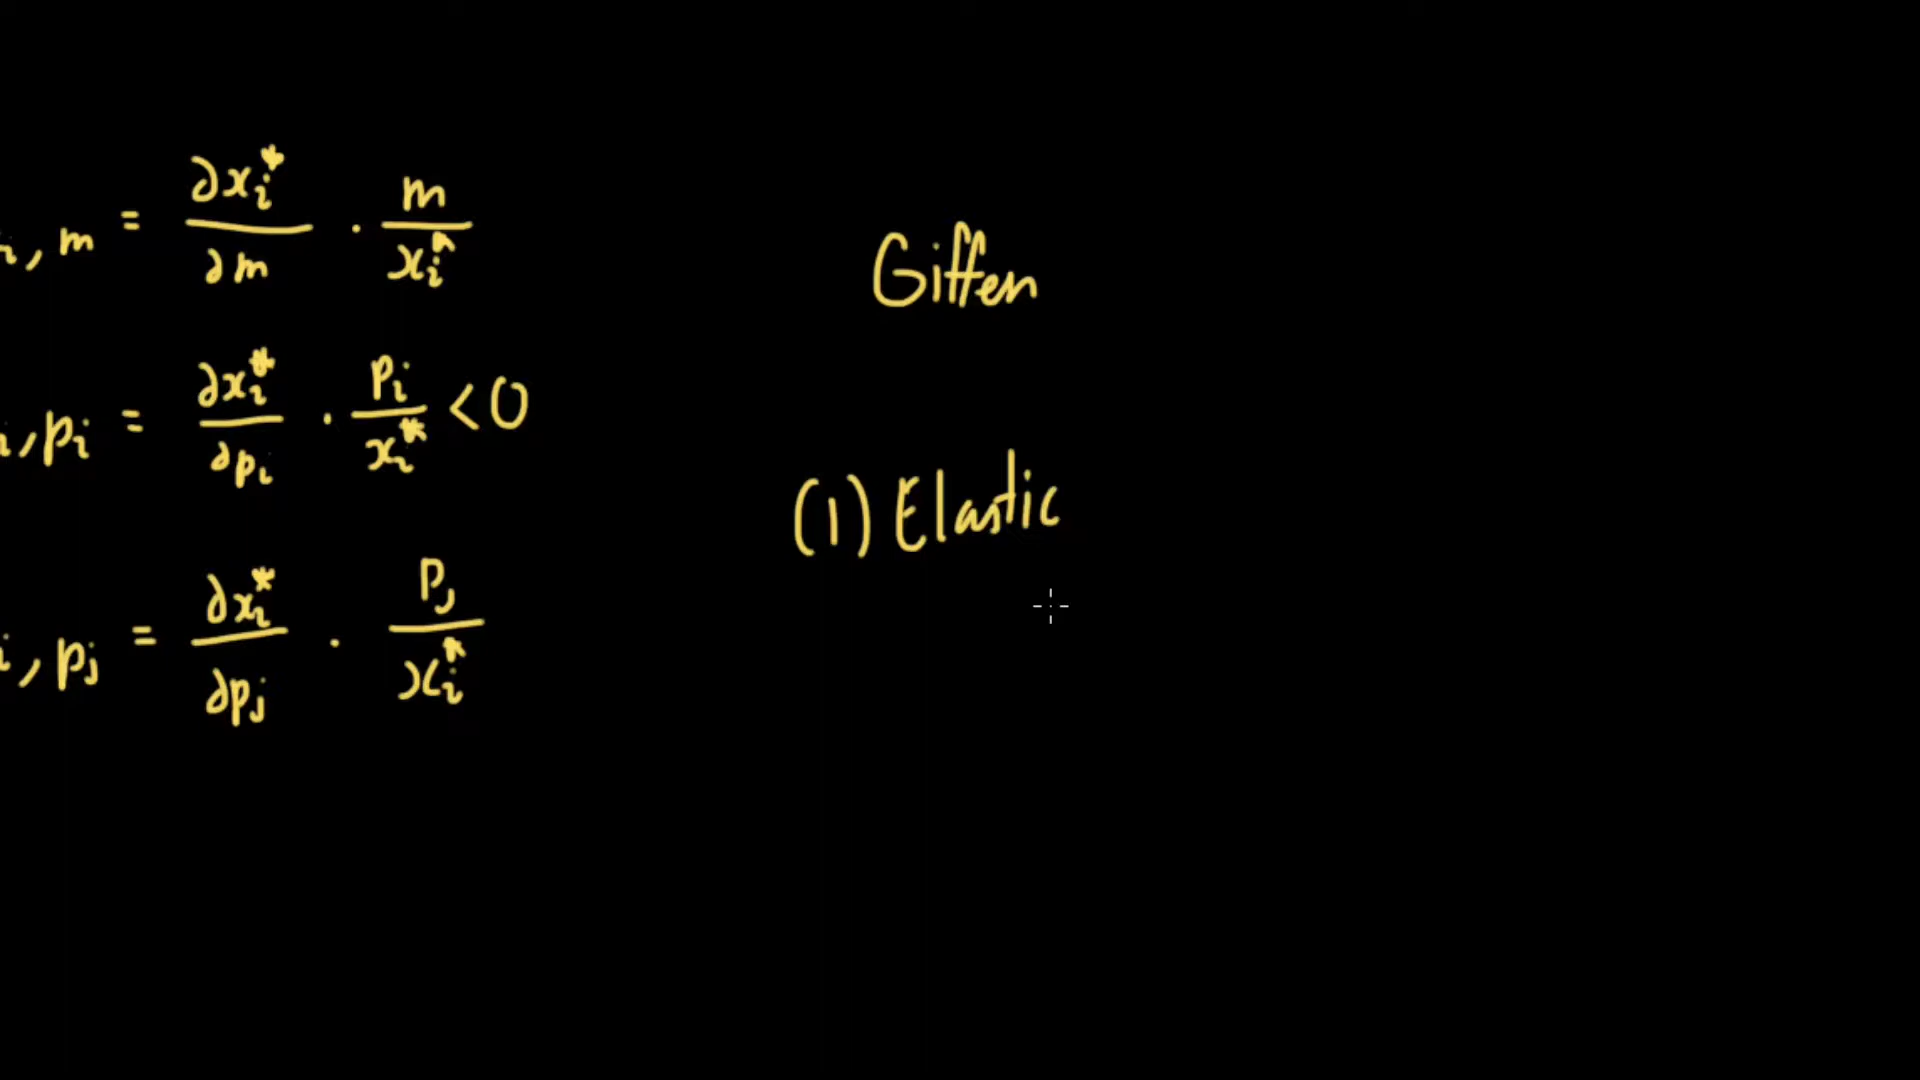 i, m = ∂xi*/∂m · m/xi*
i, pi = ∂xi*/∂pi · pi/xi* < 0
i, pj = ∂xi*/∂pj · pj/xi*
Giffen
(1) Elastic